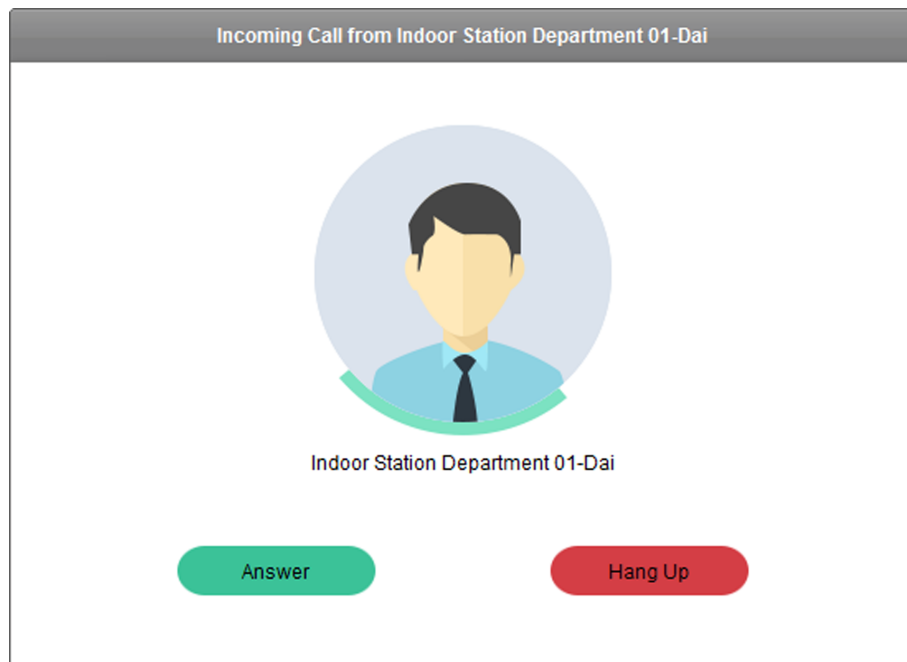 Incoming Call from Indoor Station Department 01-Dai
Indoor Station Department 01-Dai
Answer
Hang Up